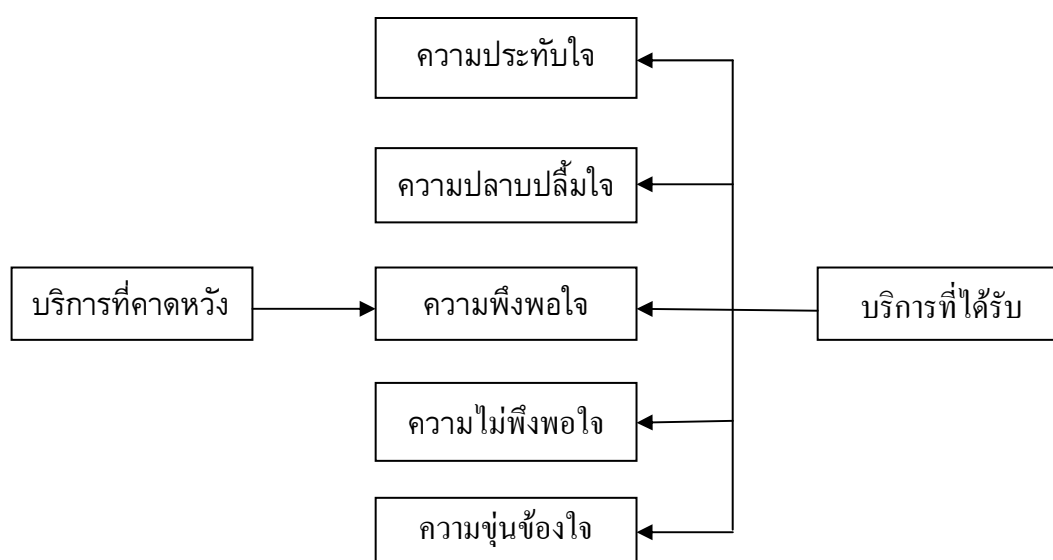 ความประทับใจ
ความปลาบปลื้มใจ
บริการที่คาดหวัง
ความพึงพอใจ
บริการที่ได้รับ
ความไม่พึงพอใจ
ความขุ่นข้องใจ